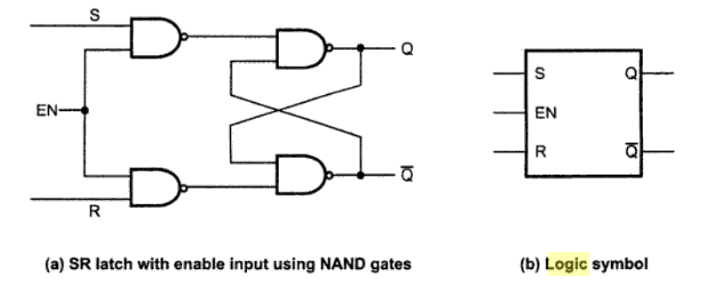 S
Q
EN
Q̅
R
S Q
EN
R Q̅
(a) SR latch with enable input using NAND gates
(b) Logic symbol